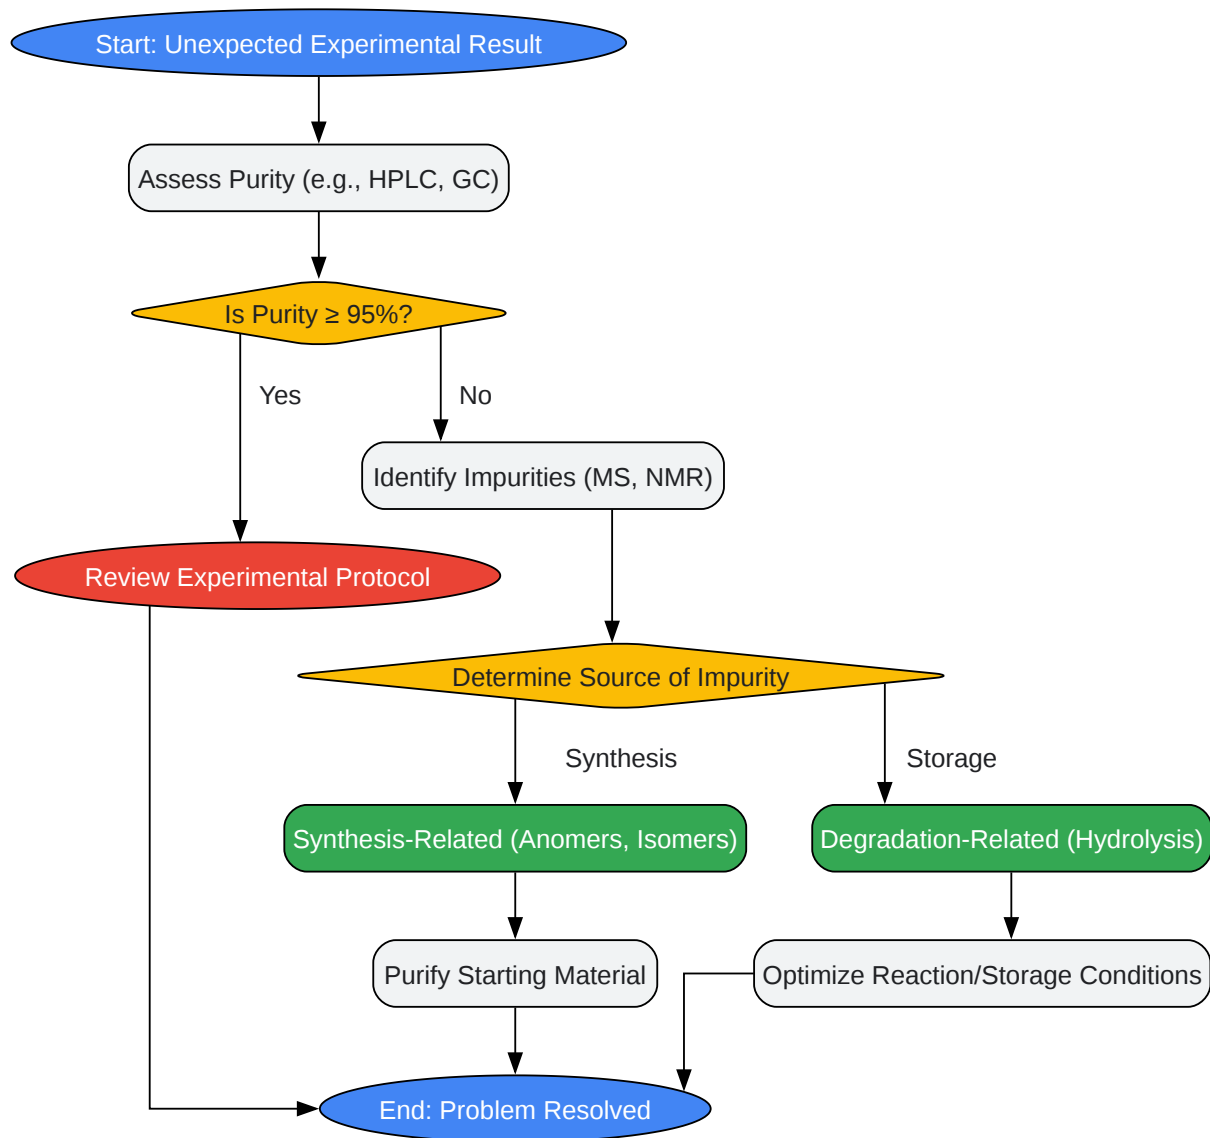 Start: Unexpected Experimental Result
Assess Purity (e.g., HPLC, GC)
Is Purity ≥ 95%?
Yes
No
Identify Impurities (MS, NMR)
Review Experimental Protocol
Determine Source of Impurity
Synthesis
Storage
Synthesis-Related (Anomers, Isomers)
Degradation-Related (Hydrolysis)
Purify Starting Material
Optimize Reaction/Storage Conditions
End: Problem Resolved